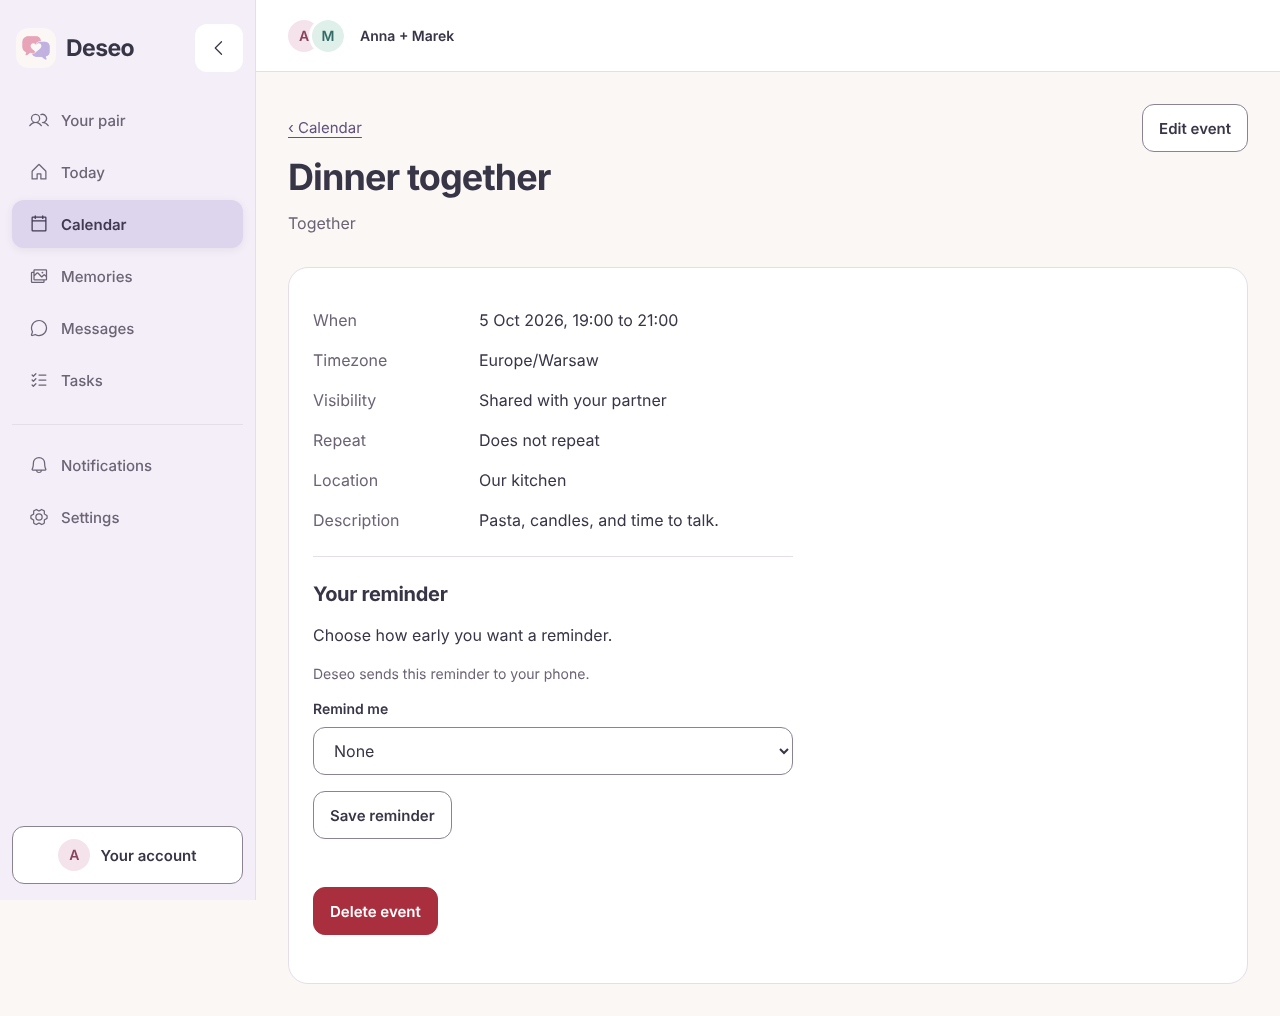 Deseo
Your pair
Today
Calendar
Memories
Messages
Tasks
Notifications
Settings
A Your account
A M Anna + Marek
‹ Calendar
Edit event
Dinner together
Together
When 5 Oct 2026, 19:00 to 21:00
Timezone Europe/Warsaw
Visibility Shared with your partner
Repeat Does not repeat
Location Our kitchen
Description Pasta, candles, and time to talk.
Your reminder
Choose how early you want a reminder.
Deseo sends this reminder to your phone.
Remind me
None
Save reminder
Delete event